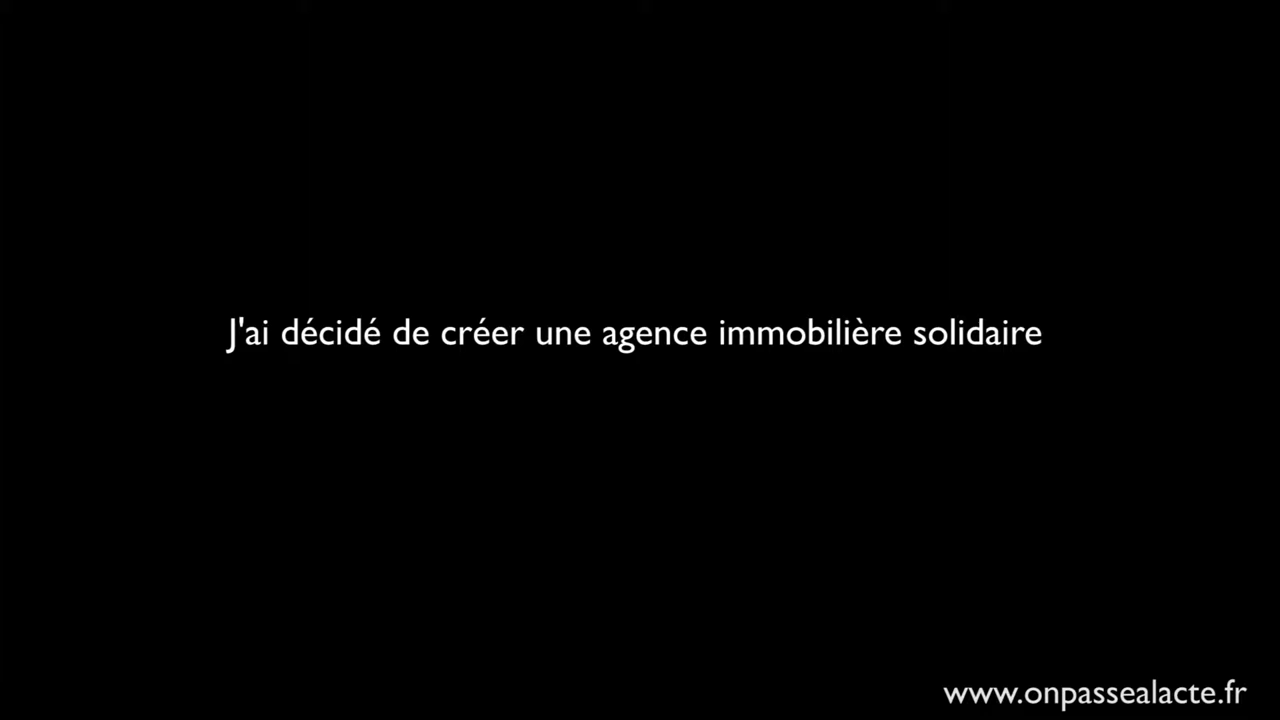 J'ai décidé de créer une agence immobilière solidaire
www.onpassealacte.fr